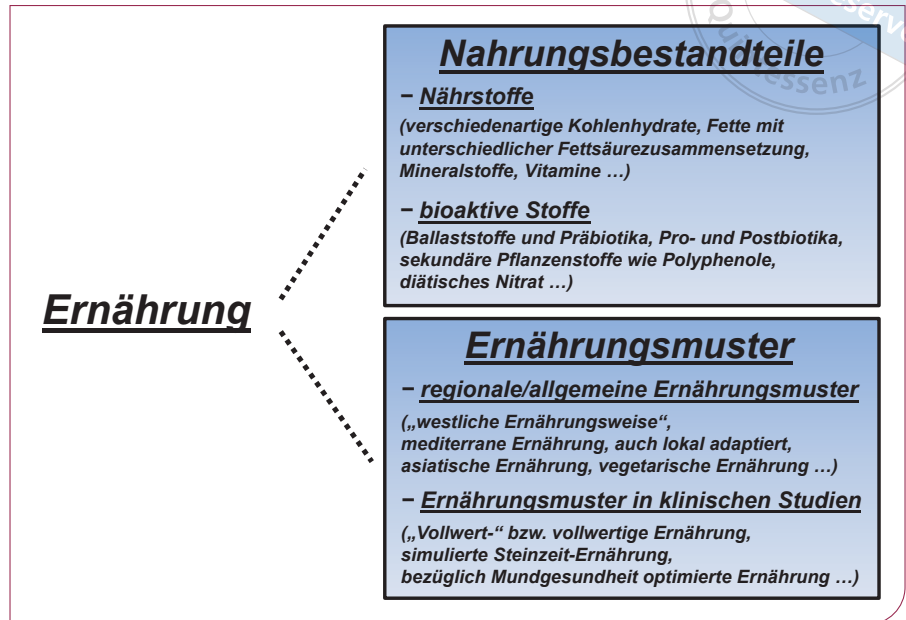 Nahrungsbestandteile
− Nährstoffe
(verschiedenartige Kohlenhydrate, Fette mit
unterschiedlicher Fettsäurezusammensetzung,
Mineralstoffe, Vitamine …)
− bioaktive Stoffe
(Ballaststoffe und Präbiotika, Pro- und Postbiotika,
sekundäre Pflanzenstoffe wie Polyphenole,
diätisches Nitrat …)
Ernährung
Ernährungsmuster
− regionale/allgemeine Ernährungsmuster
(„westliche Ernährungsweise“,
mediterrane Ernährung, auch lokal adaptiert,
asiatische Ernährung, vegetarische Ernährung …)
− Ernährungsmuster in klinischen Studien
(„Vollwert-“ bzw. vollwertige Ernährung,
simulierte Steinzeit-Ernährung,
bezüglich Mundgesundheit optimierte Ernährung …)